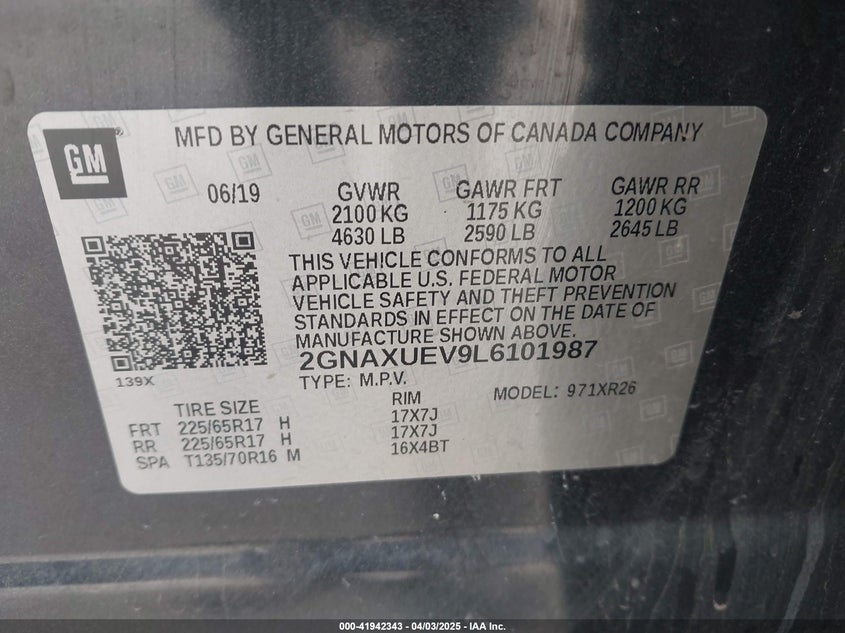 GM
MFD BY GENERAL MOTORS OF CANADA COMPANY
06/19 GVWR GAWR FRT GAWR RR
2100 KG 1175 KG 1200 KG
4630 LB 2590 LB 2645 LB
THIS VEHICLE CONFORMS TO ALL
APPLICABLE U.S. FEDERAL MOTOR
VEHICLE SAFETY AND THEFT PREVENTION
STANDARDS IN EFFECT ON THE DATE OF
MANUFACTURE SHOWN ABOVE.
2GNAXUEV9L6101987
139X TYPE: M.P.V. MODEL: 971XR26
TIRE SIZE RIM
FRT 225/65R17 H 17X7J
RR 225/65R17 H 17X7J
SPA T135/70R16 M 16X4BT
000-41942343 - 04/03/2025 - IAA Inc.